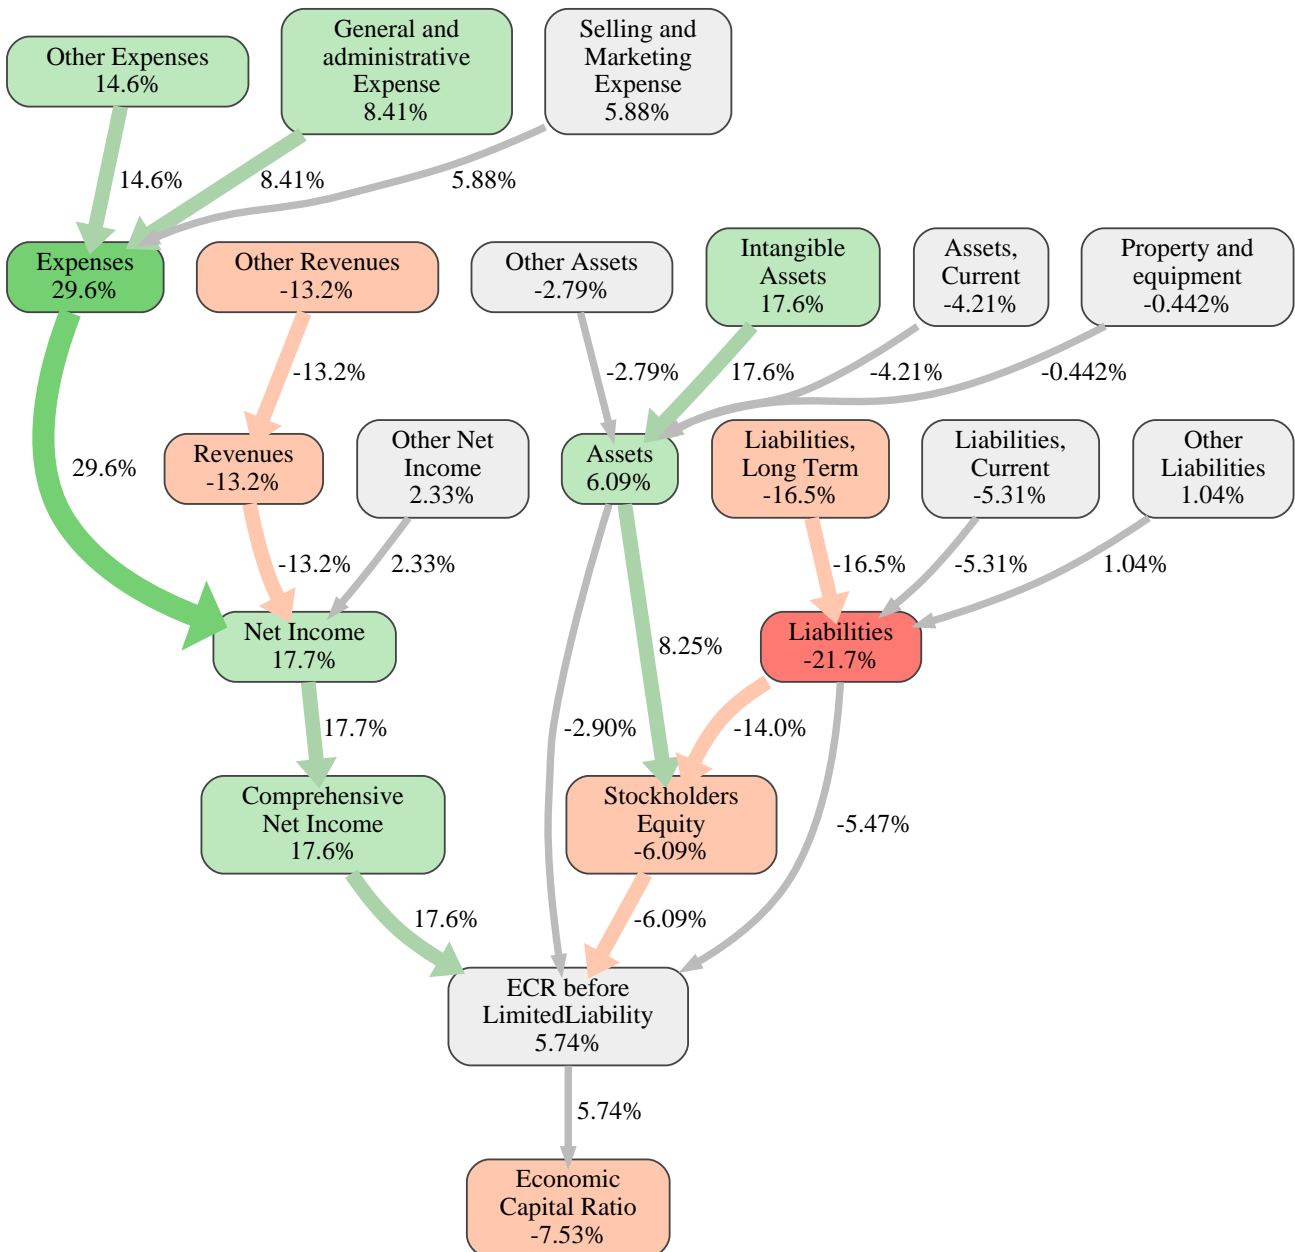 Other Expenses
14.6%
General and
administrative
Expense
8.41%
Selling and
Marketing
Expense
5.88%
14.6%
8.41%
5.88%
Expenses
29.6%
Other Revenues
-13.2%
Other Assets
-2.79%
Intangible
Assets
17.6%
Assets,
Current
-4.21%
Property and
equipment
-0.442%
-13.2%
-2.79%
17.6%
-4.21%
-0.442%
29.6%
Revenues
-13.2%
Other Net
Income
2.33%
Assets
6.09%
Liabilities,
Long Term
-16.5%
Liabilities,
Current
-5.31%
Other
Liabilities
1.04%
-13.2%
2.33%
-16.5%
-5.31%
1.04%
Net Income
17.7%
8.25%
Liabilities
-21.7%
17.7%
-2.90%
-14.0%
Comprehensive
Net Income
17.6%
Stockholders
Equity
-6.09%
-5.47%
17.6%
-6.09%
ECR before
LimitedLiability
5.74%
5.74%
Economic
Capital Ratio
-7.53%